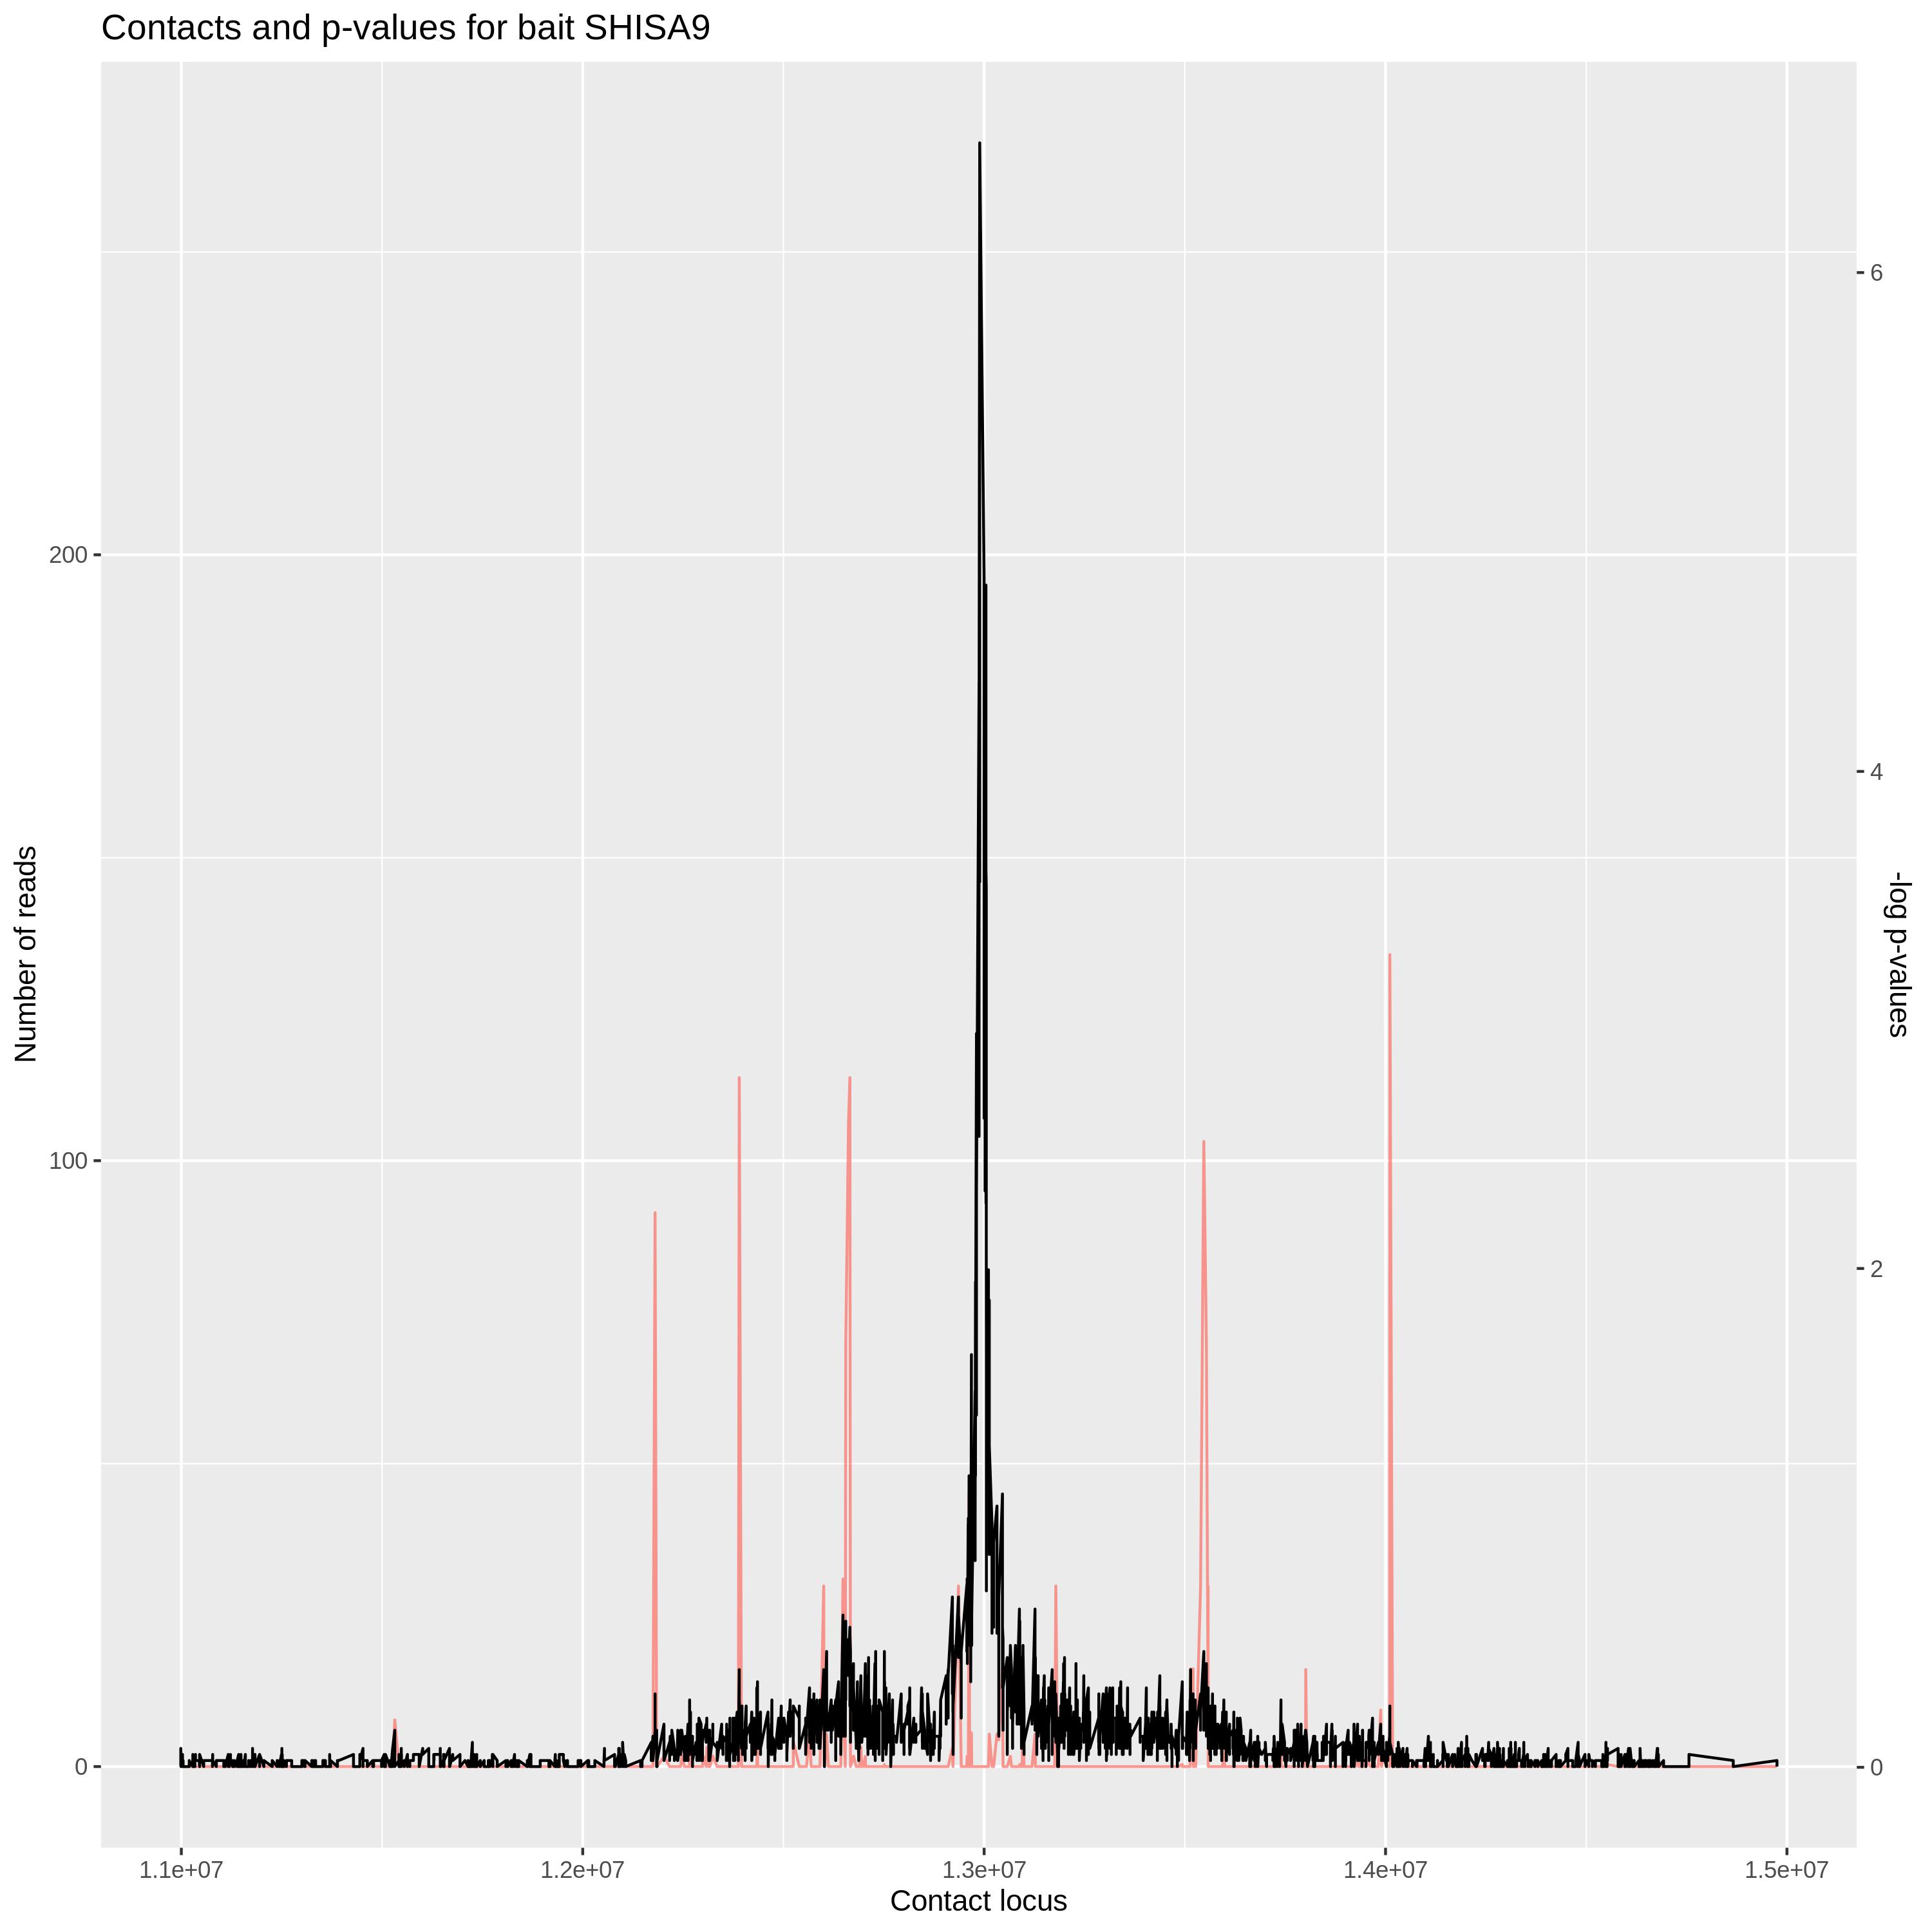 Contacts and p-values for bait SHISA9
Number of reads
200
100
0
6
4
2
0
-log p-values
1.1e+07
1.2e+07
1.3e+07
1.4e+07
1.5e+07
Contact locus